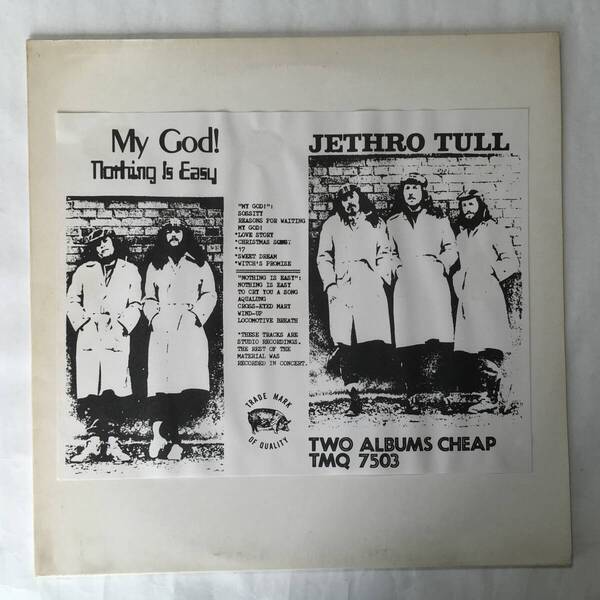 My God!
Nothing Is Easy
JETHRO TULL
"MY GOD!":
SOSSITY
REASONS FOR WAITING
MY GOD!
*LOVE STORY
*CHRISTMAS SONG
*17
*SWEET DREAM
*WITCH'S PROMISE
"NOTHING IS EASY":
NOTHING IS EASY
TO CRY YOU A SONG
AQUALUNG
CROSS-EYED MARY
WIND-UP
LOCOMOTIVE BREATH
*THESE TRACKS ARE
STUDIO RECORDINGS.
THE REST OF THE
MATERIAL WAS
RECORDED IN CONCERT.
TRADE MARK
OF QUALITY
TWO ALBUMS CHEAP
TMQ 7503